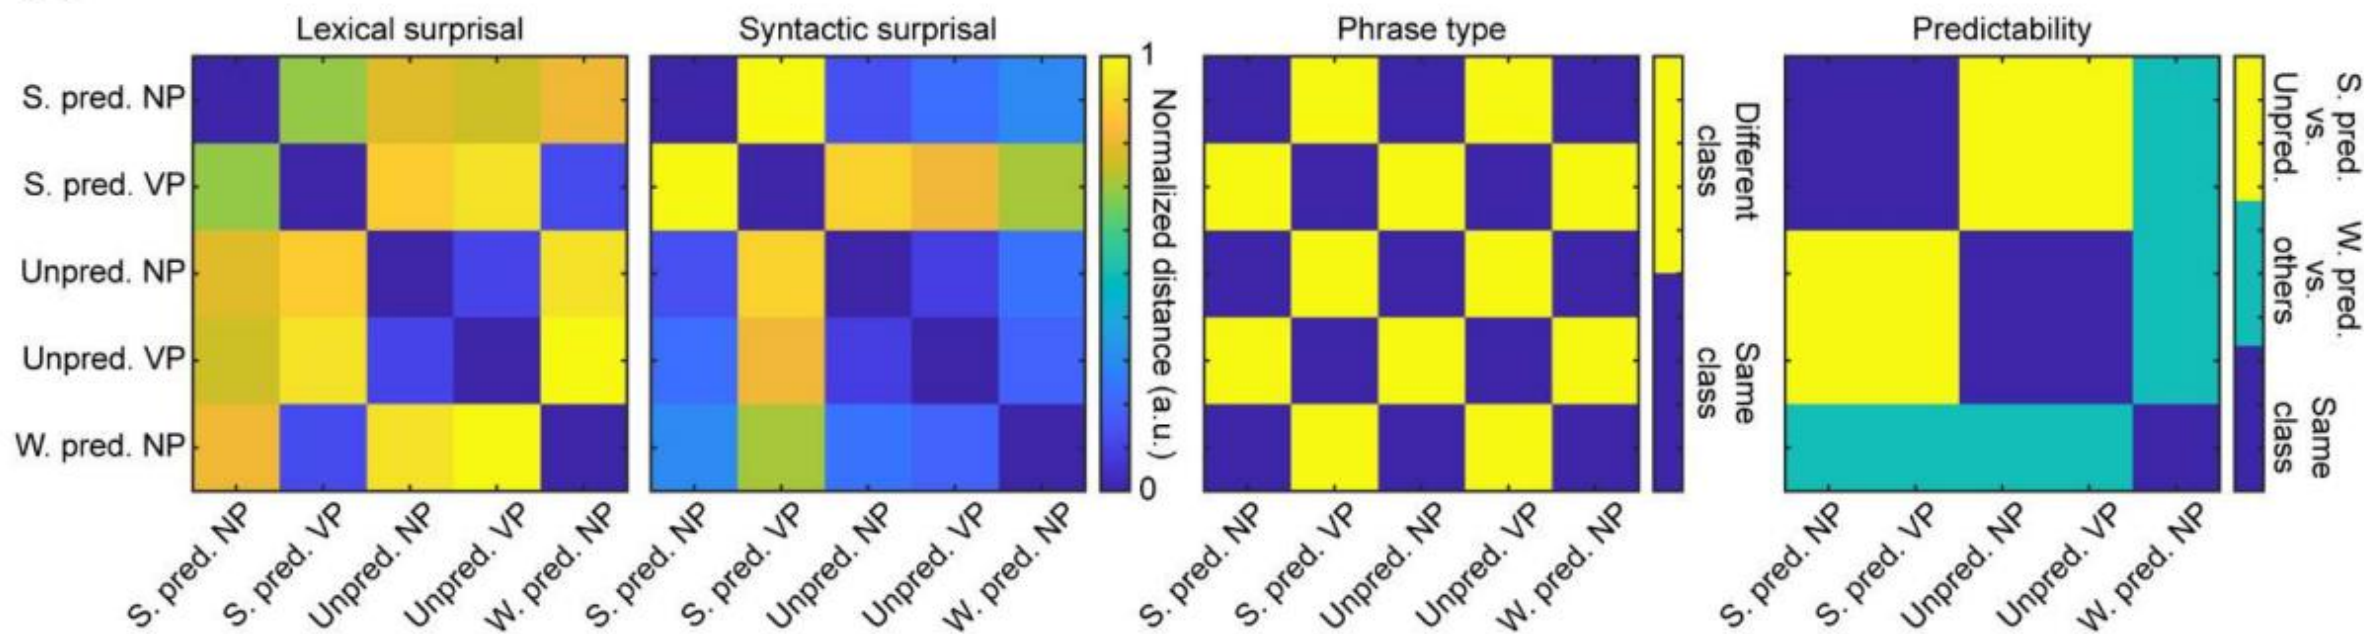 Lexical surprisal
Syntactic surprisal
Phrase type
Predictability
S. pred. NP
S. pred. VP
Unpred. NP
Unpred. VP
W. pred. NP
S. pred. NP
S. pred. VP
Unpred. NP
Unpred. VP
W. pred. NP
S. pred. NP
S. pred. VP
Unpred. NP
Unpred. VP
W. pred. NP
1
Normalized distance (a.u.)
0
S. pred. NP
S. pred. VP
Unpred. NP
Unpred. VP
W. pred. NP
Different
class
Same
class
S. pred. NP
S. pred. VP
Unpred. NP
Unpred. VP
W. pred. NP
S. pred.
vs.
Unpred.
W. pred.
vs.
others
Same
class